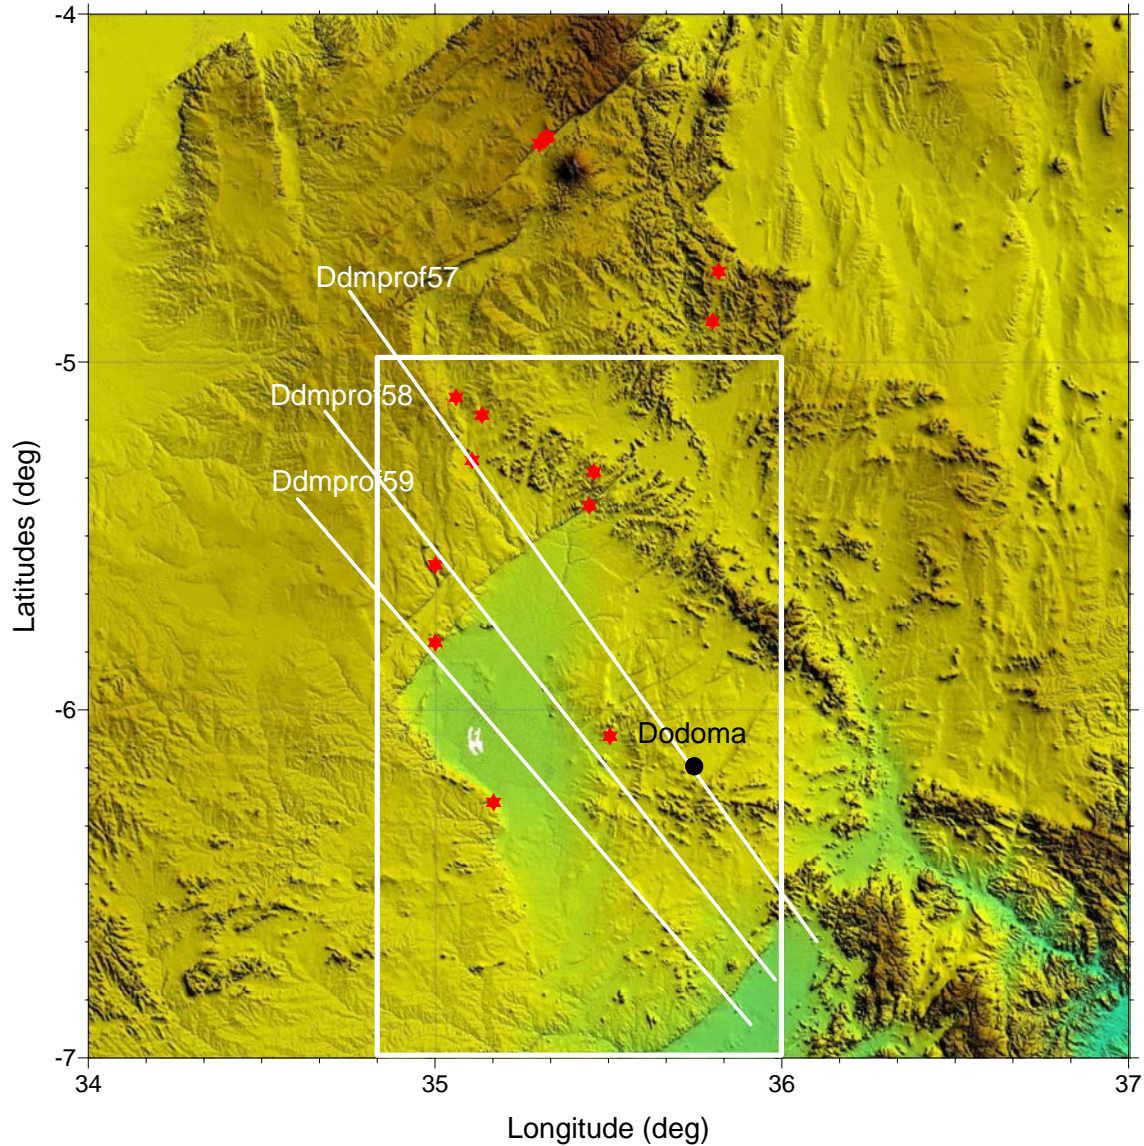 -4
Ddmprof57
-5
Ddmprof58
Ddmprof59
Latitudes (deg)
-6
Dodoma
-7
34
35
36
37
Longitude (deg)